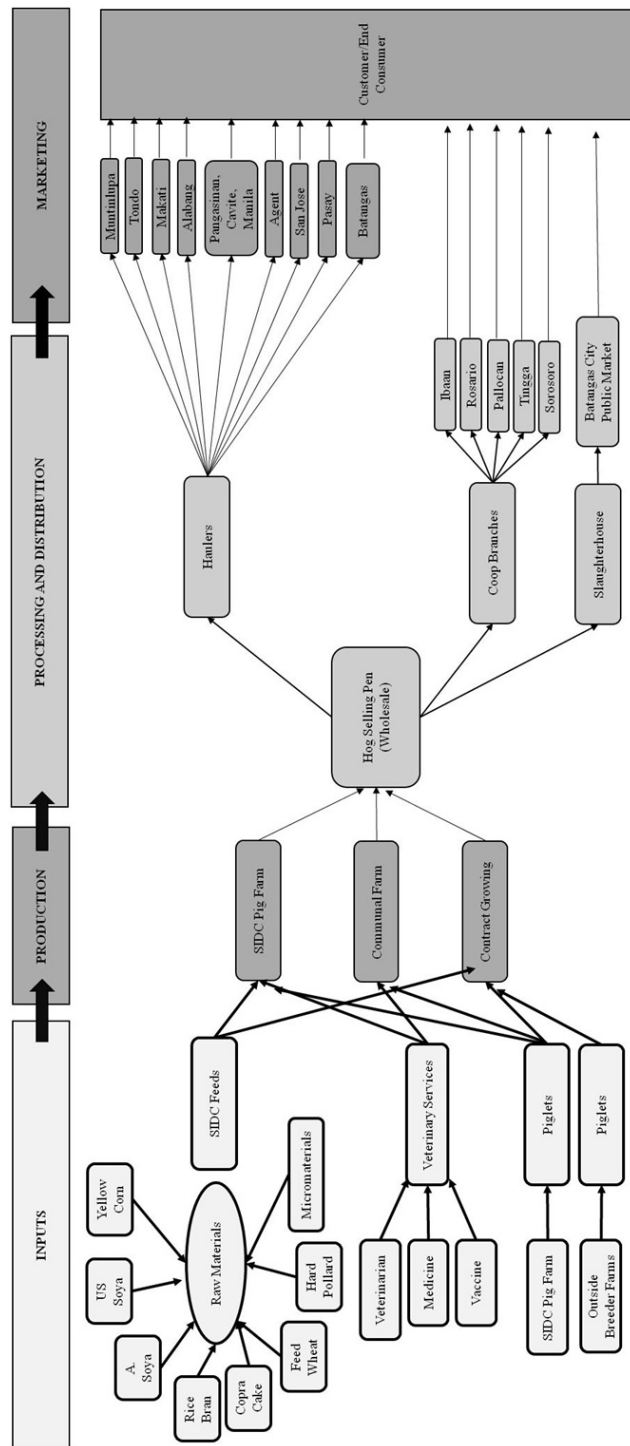 INPUTS
PRODUCTION
PROCESSING AND DISTRIBUTION
MARKETING
Yellow
Corn
US
Soya
A.
Soya
Rice
Bran
Copra
Cake
Feed
Wheat
Hard
Pollard
Micromaterials
Raw Materials
SIDC Feeds
Veterinarian
Medicine
Vaccine
Veterinary Services
SIDC Pig Farm
Piglets
Outside
Breeder Farms
Piglets
SIDC Pig Farm
Communal Farm
Contract Growing
Hog Selling Pen
(Wholesale)
Haulers
Coop Branches
Slaughterhouse
Ibaan
Rosario
Pallocan
Tingga
Sorosoro
Batangas City
Public Market
Muntinlupa
Tondo
Makati
Alabang
Pangasinan,
Cavite,
Manila
Agent
San Jose
Pasay
Batangas
Customer/End
Consumer